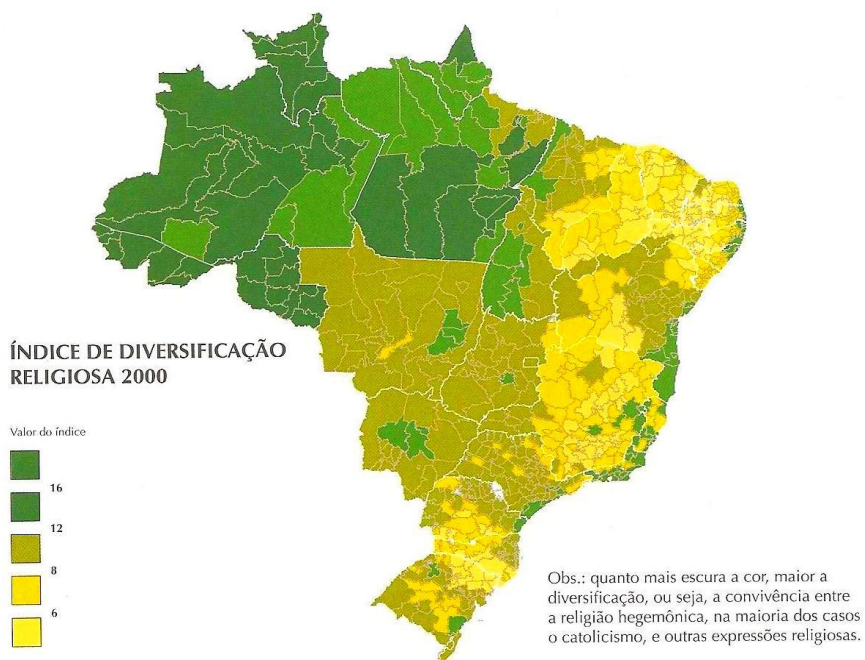 ÍNDICE DE DIVERSIFICAÇÃO
RELIGIOSA 2000
Valor do índice
16
12
8
6
Obs.: quanto mais escura a cor, maior a
diversificação, ou seja, a convivência entre
a religião hegemônica, na maioria dos casos
o catolicismo, e outras expressões religiosas.